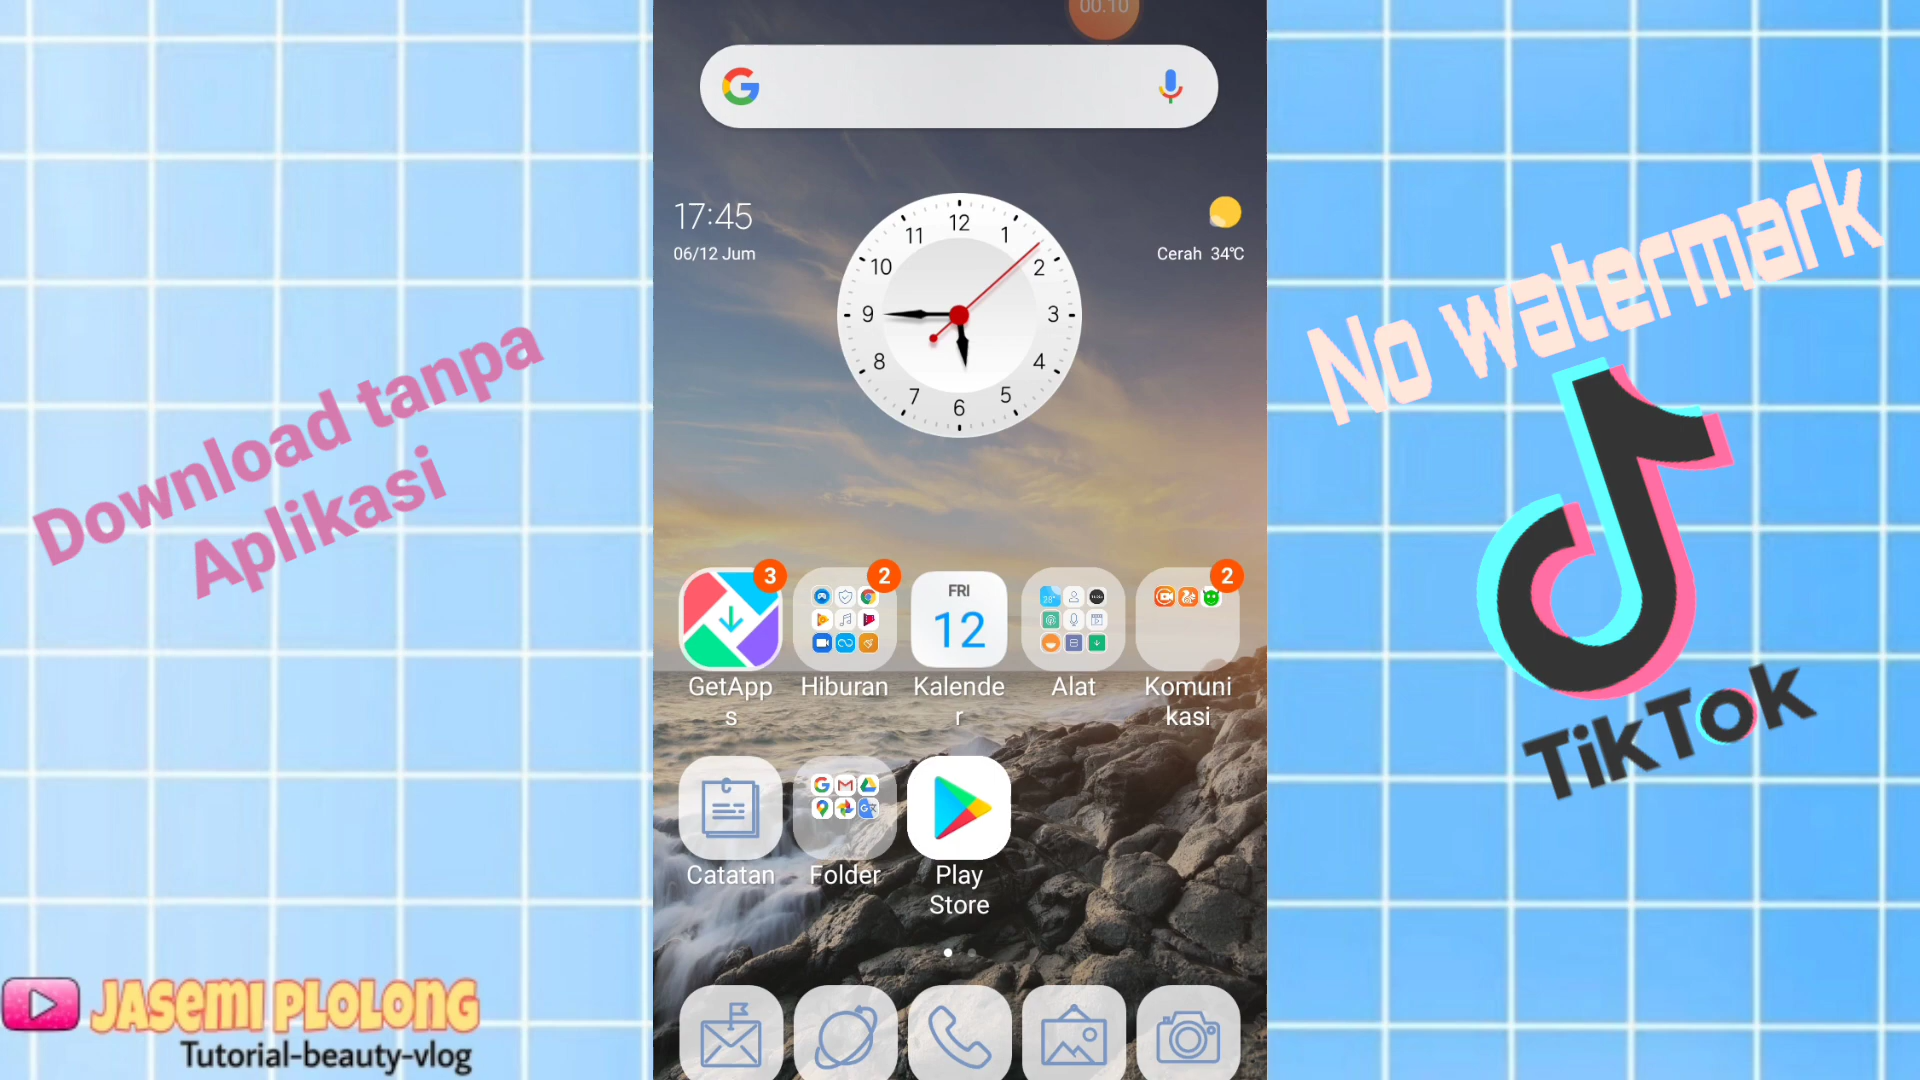 00:10
17:45
06/12 Jum
Cerah 34℃
12
11
1
10
2
9
3
8
4
7
5
6
No watermark
Download tanpa
Aplikasi
TikTok
3
2
FRI
12
2
GetApp
s
Hiburan
Kalende
r
Alat
Komuni
kasi
Catatan
Folder
Play
Store
JASEMI PLOLONG
Tutorial-beauty-vlog